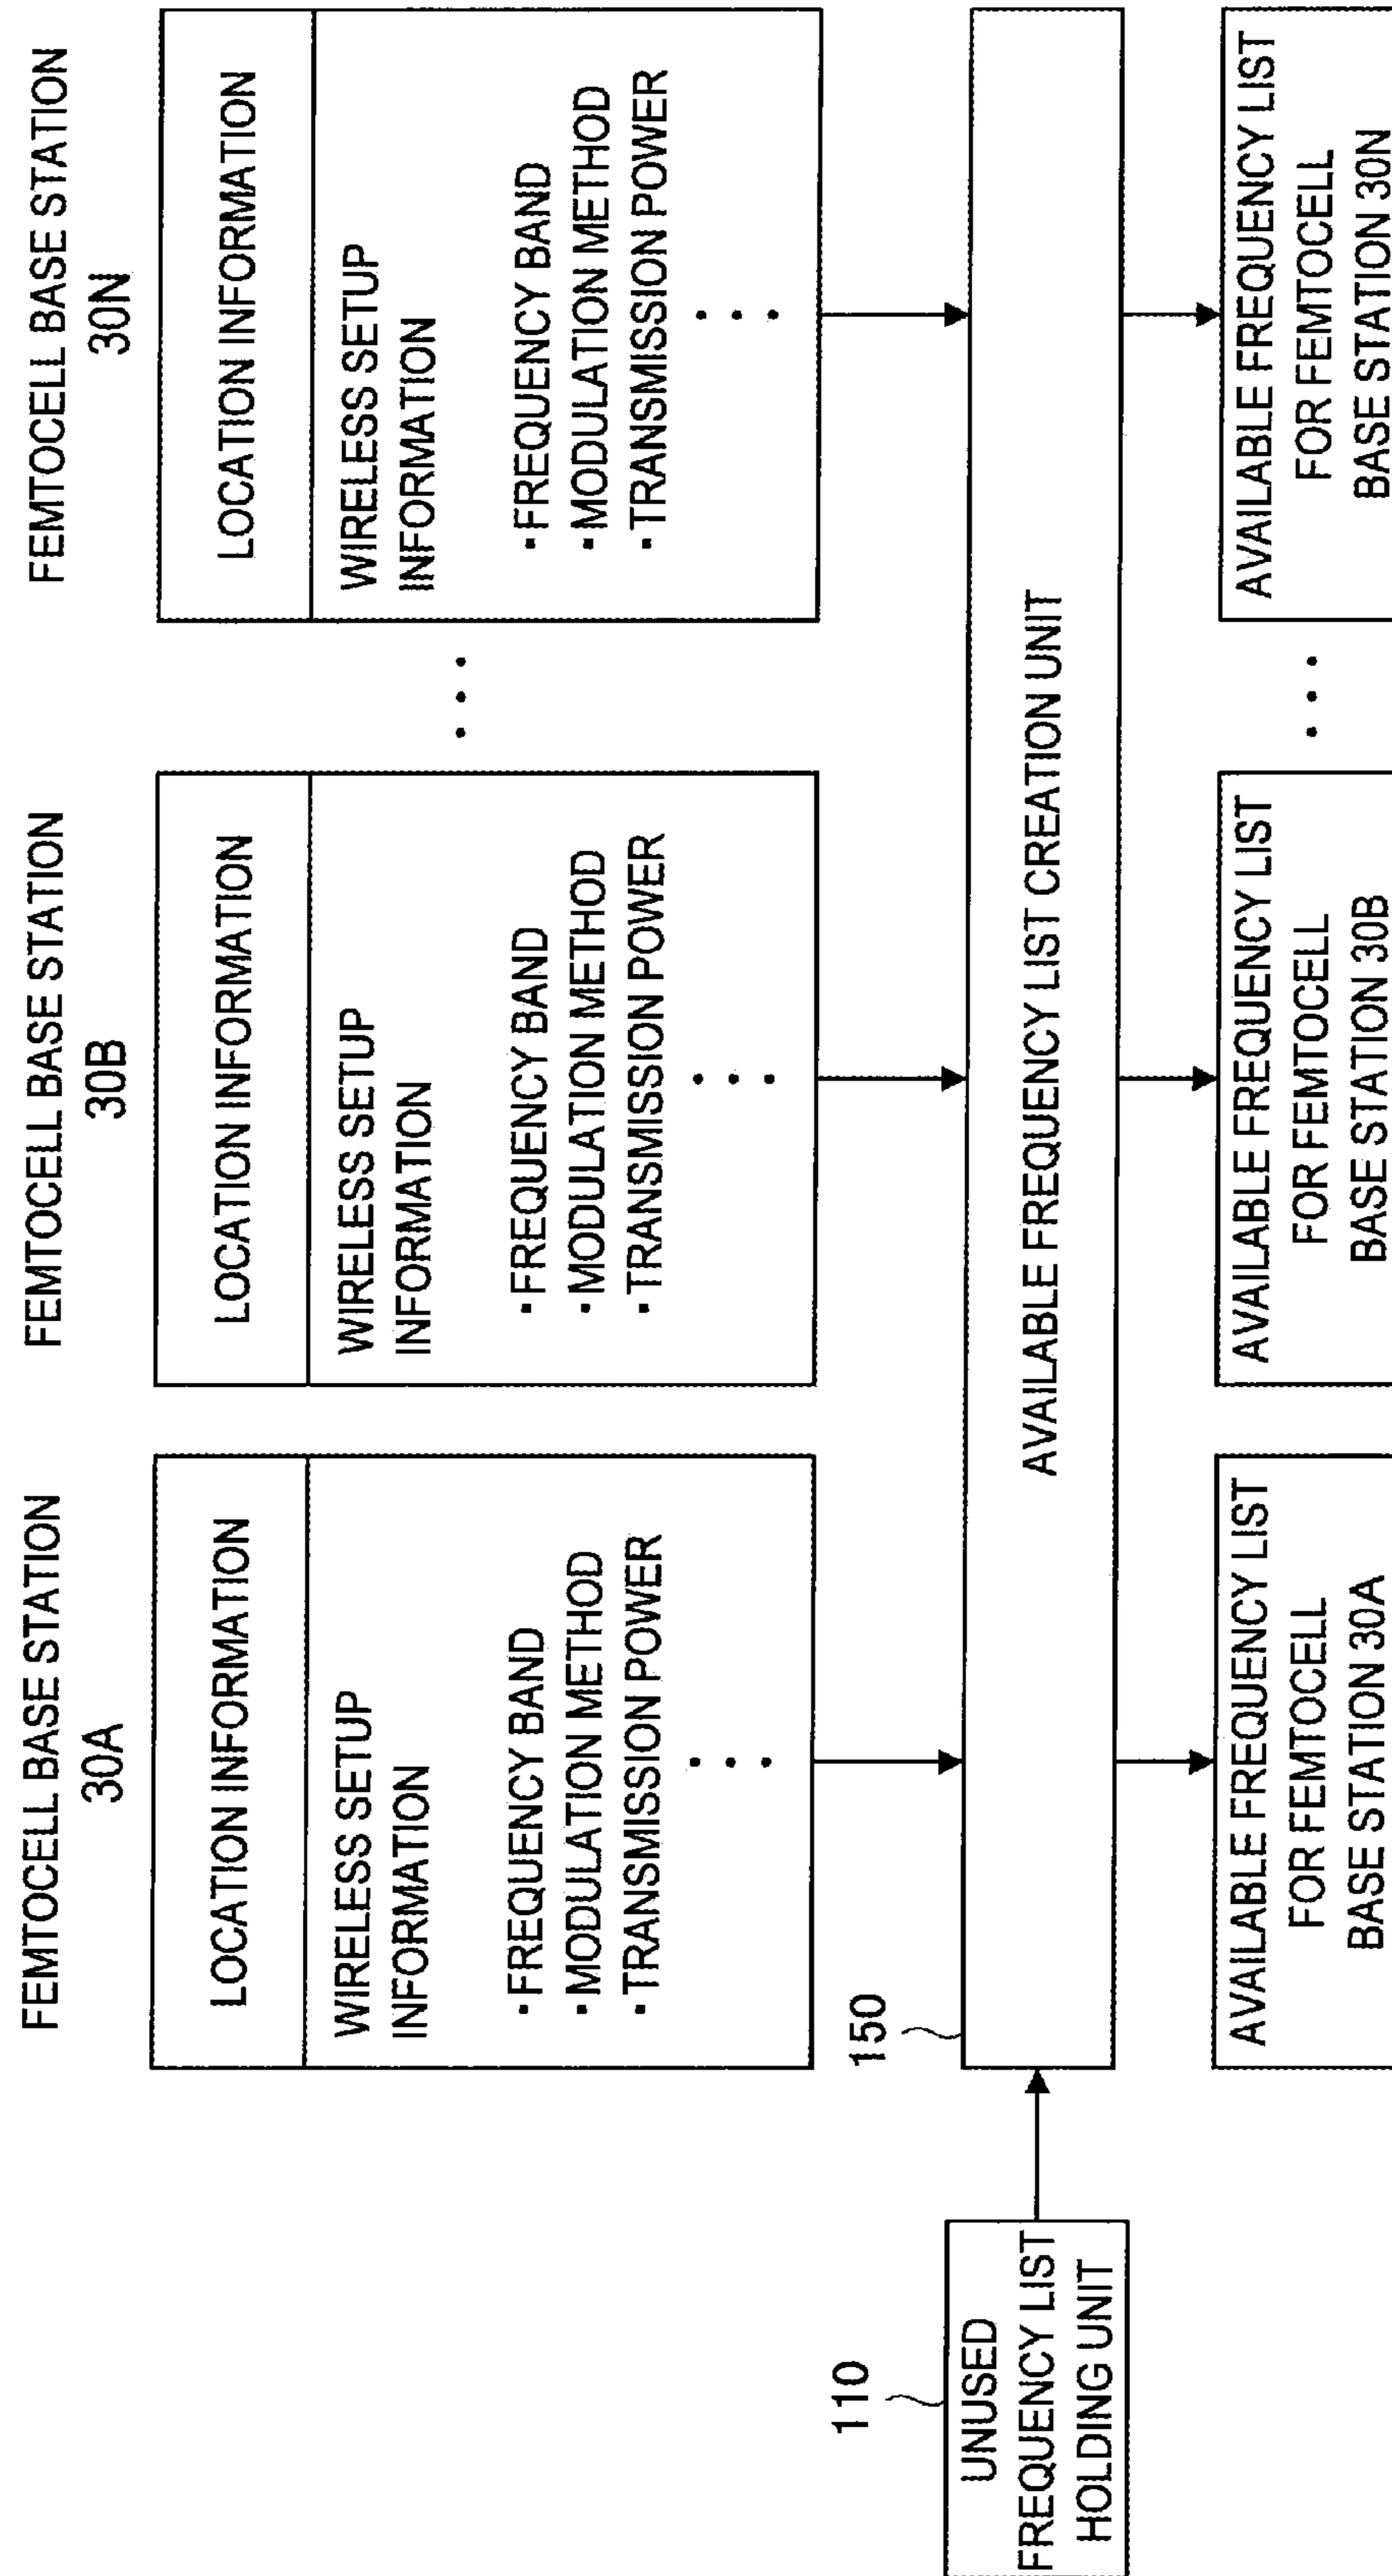 FEMTOCELL BASE STATION
30A
LOCATION INFORMATION
WIRELESS SETUP
INFORMATION
・FREQUENCY BAND
・MODULATION METHOD
・TRANSMISSION POWER
. . .
FEMTOCELL BASE STATION
30B
LOCATION INFORMATION
WIRELESS SETUP
INFORMATION
・FREQUENCY BAND
・MODULATION METHOD
・TRANSMISSION POWER
. . .
. . .
FEMTOCELL BASE STATION
30N
LOCATION INFORMATION
WIRELESS SETUP
INFORMATION
・FREQUENCY BAND
・MODULATION METHOD
・TRANSMISSION POWER
. . .
110
UNUSED
FREQUENCY LIST
HOLDING UNIT
150
AVAILABLE FREQUENCY LIST CREATION UNIT
AVAILABLE FREQUENCY LIST
FOR FEMTOCELL
BASE STATION 30A
AVAILABLE FREQUENCY LIST
FOR FEMTOCELL
BASE STATION 30B
. . .
AVAILABLE FREQUENCY LIST
FOR FEMTOCELL
BASE STATION 30N